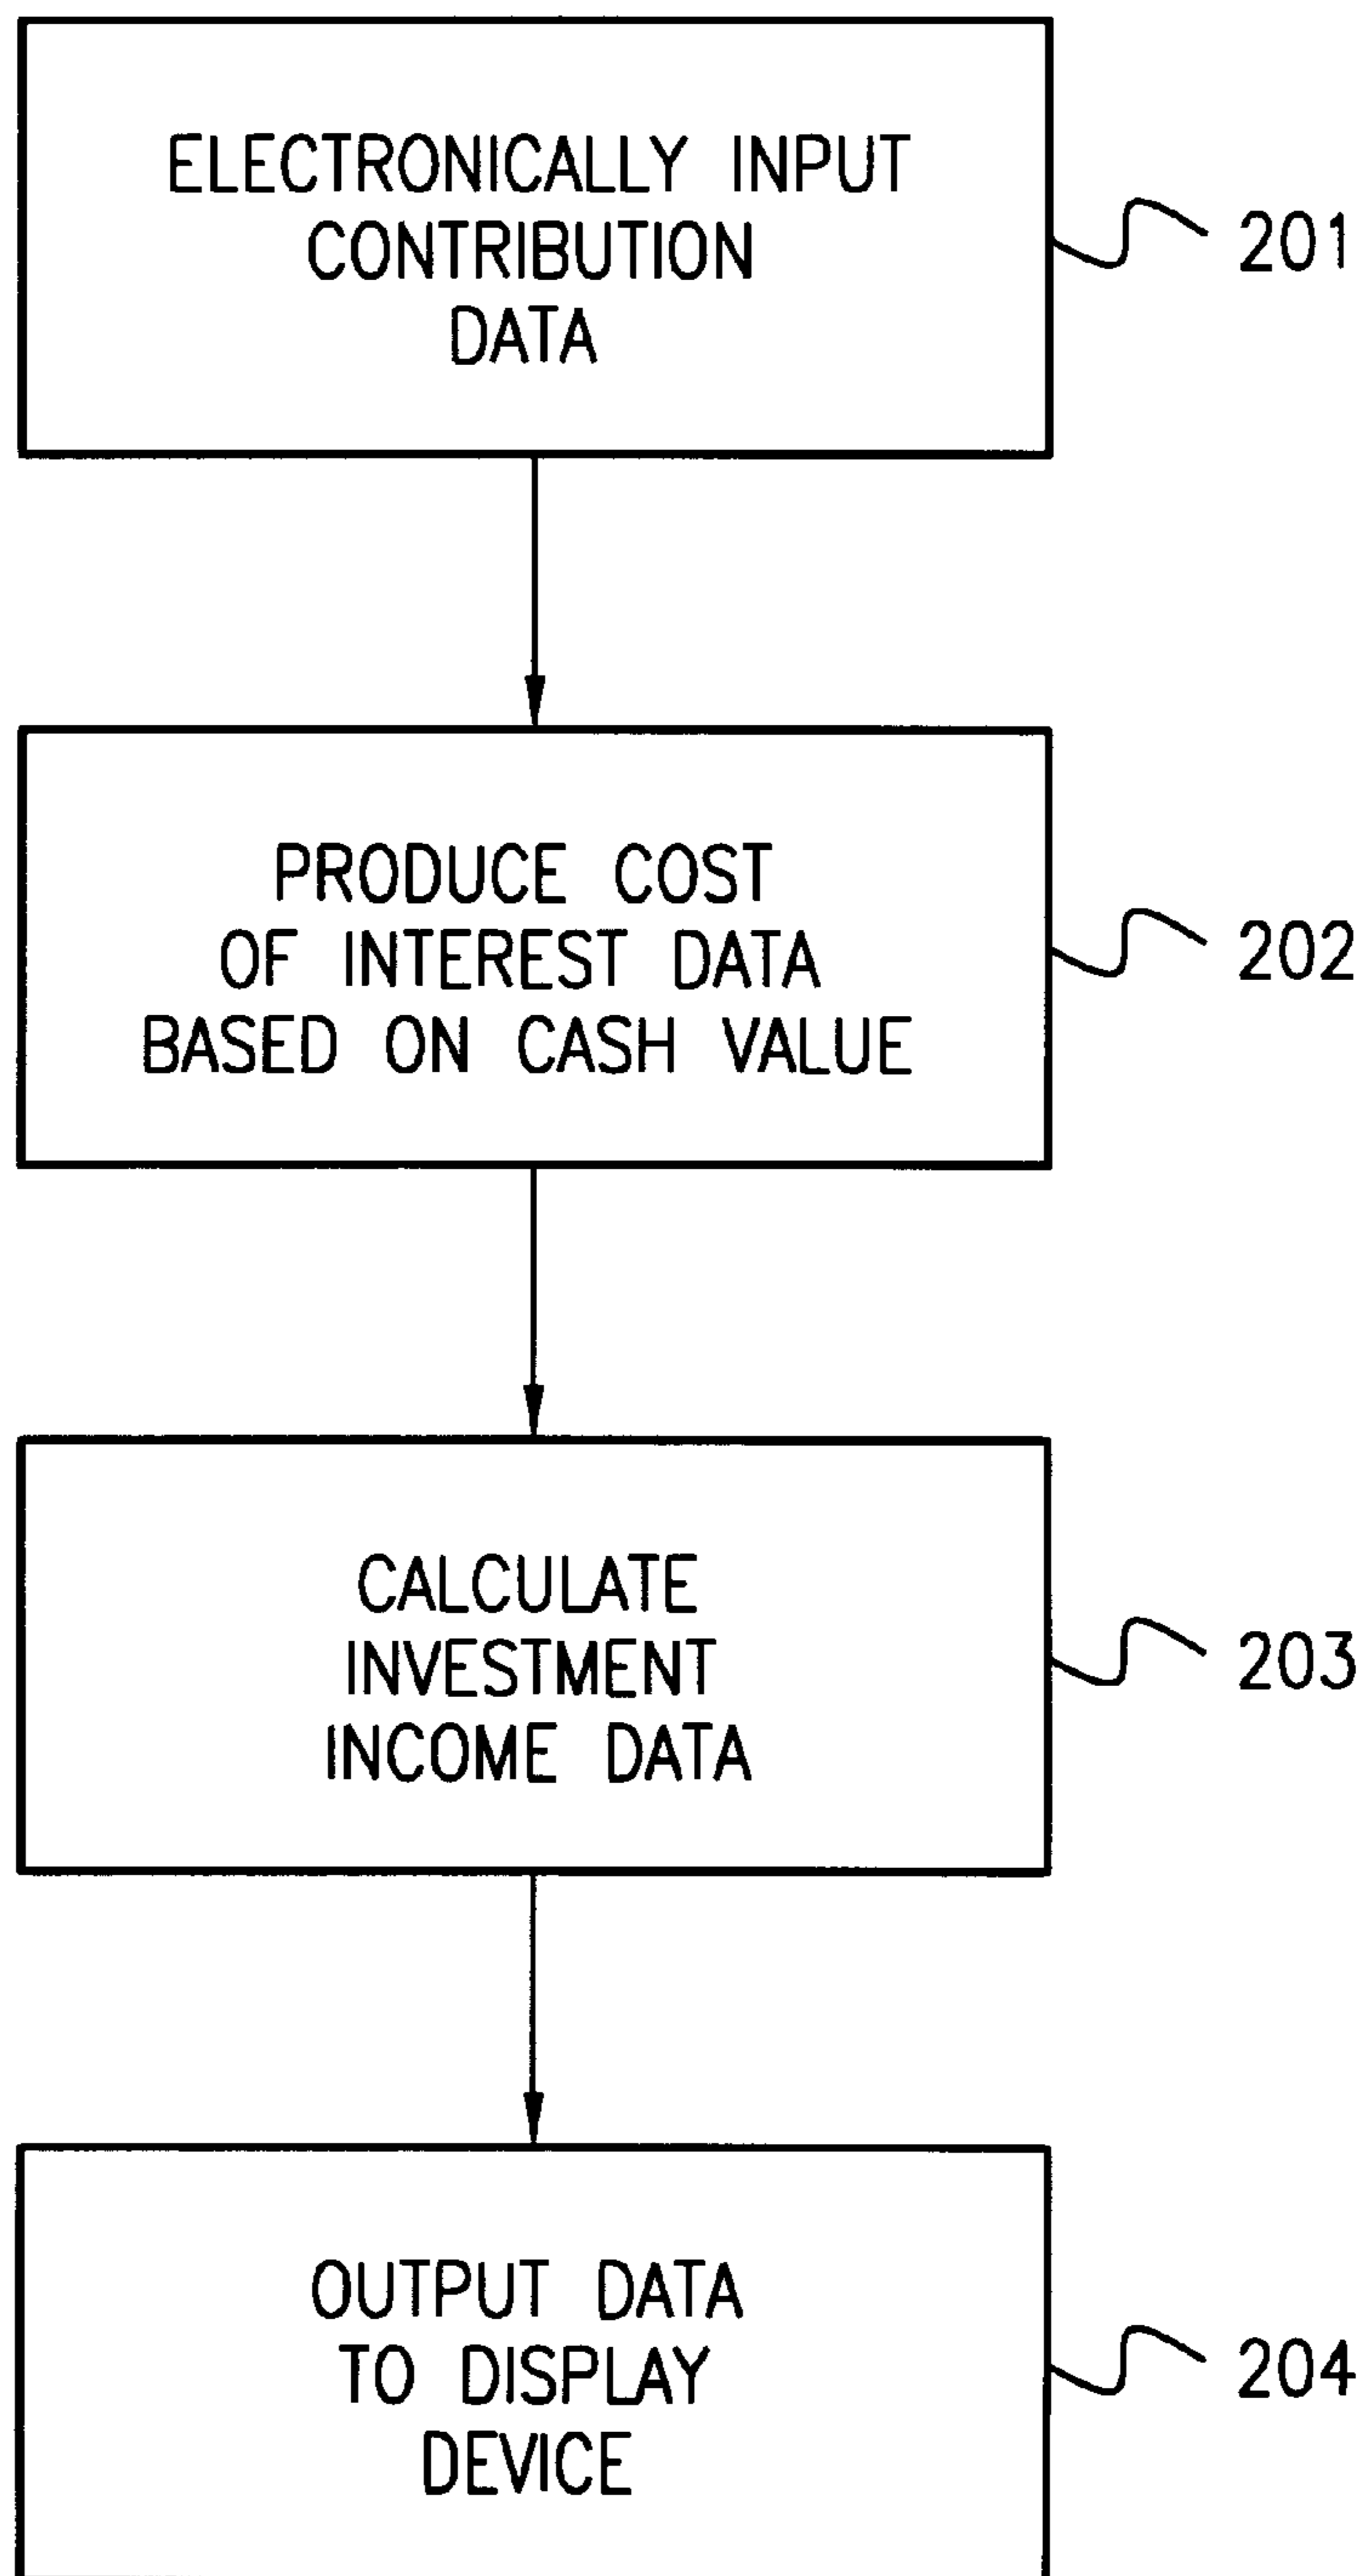 ELECTRONICALLY INPUT
CONTRIBUTION
DATA
201
PRODUCE COST
OF INTEREST DATA
BASED ON CASH VALUE
202
CALCULATE
INVESTMENT
INCOME DATA
203
OUTPUT DATA
TO DISPLAY
DEVICE
204